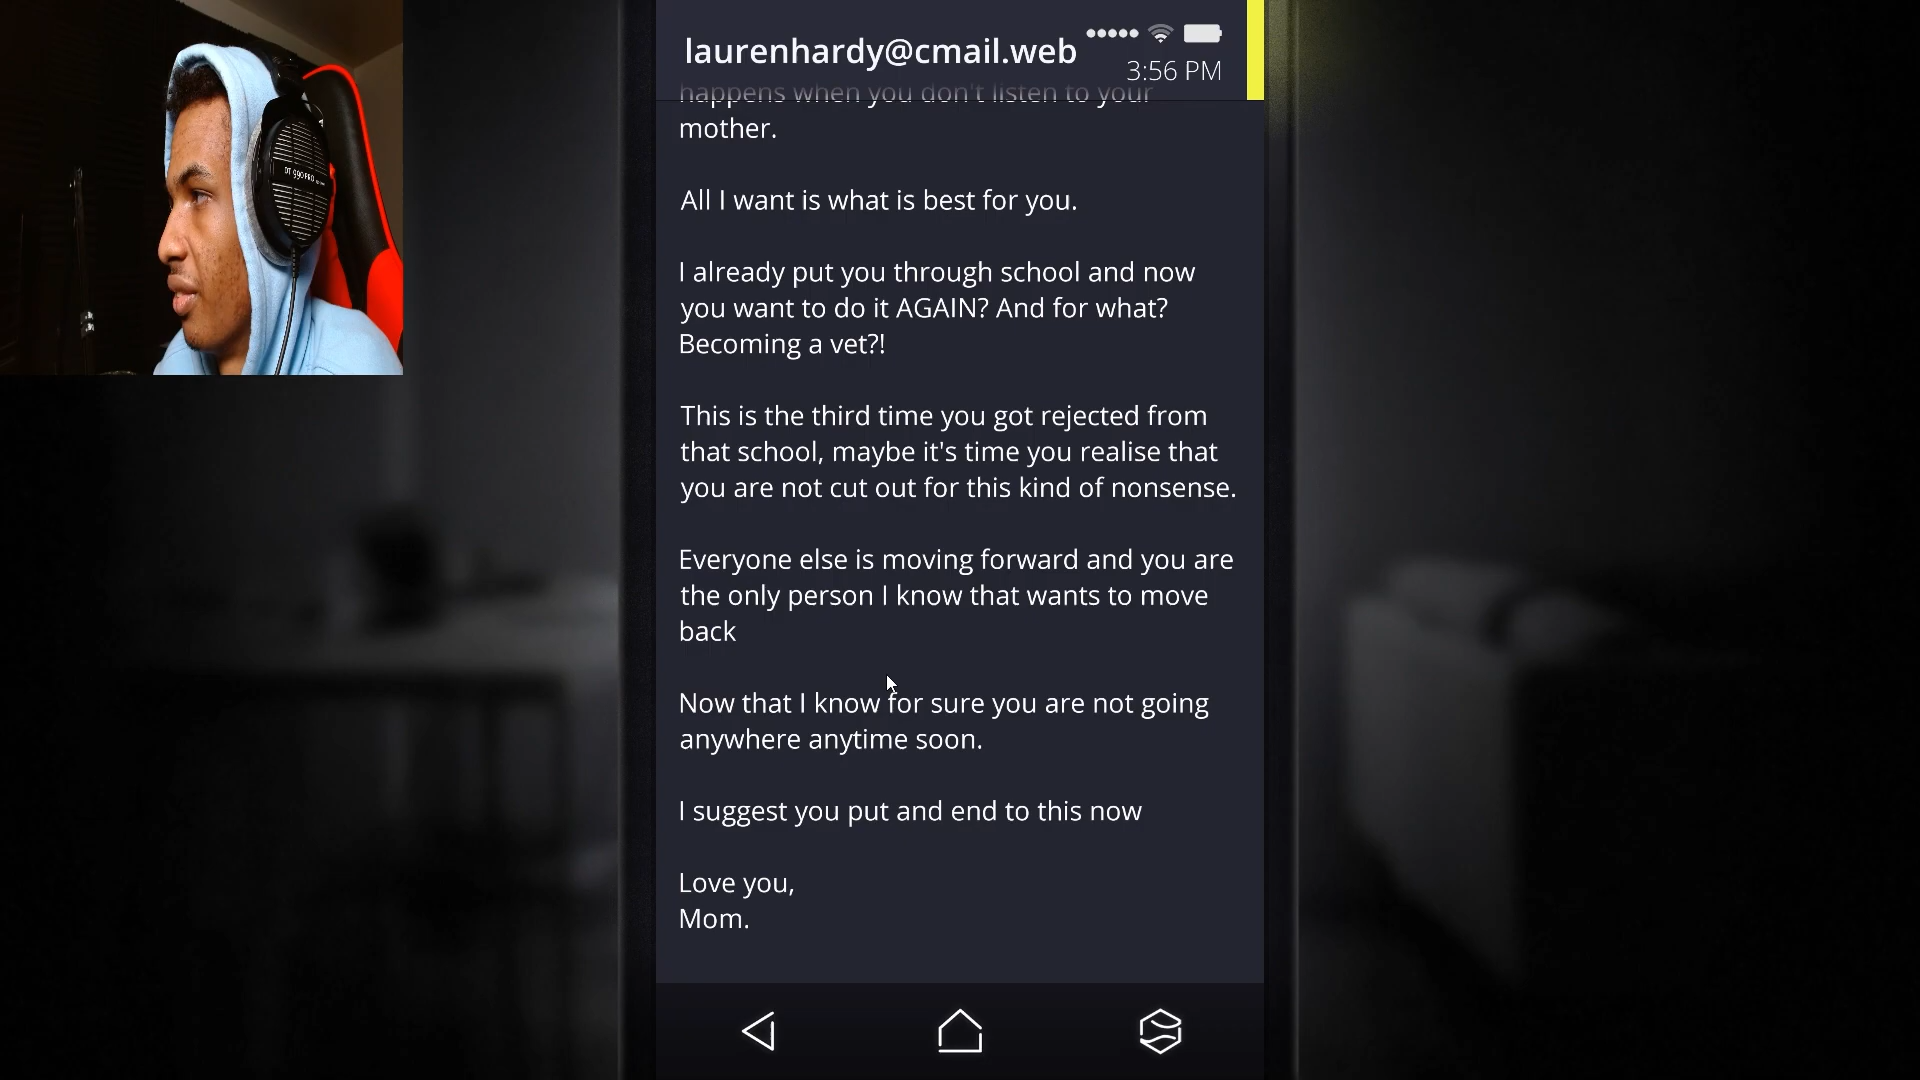 laurenhardy@cmail.web
3:56 PM
happens when you don't listen to your
mother.
All I want is what is best for you.
I already put you through school and now
you want to do it AGAIN? And for what?
Becoming a vet?!
This is the third time you got rejected from
that school, maybe it's time you realise that
you are not cut out for this kind of nonsense.
Everyone else is moving forward and you are
the only person I know that wants to move
back
Now that I know for sure you are not going
anywhere anytime soon.
I suggest you put and end to this now
Love you,
Mom.
DT 990 PRO